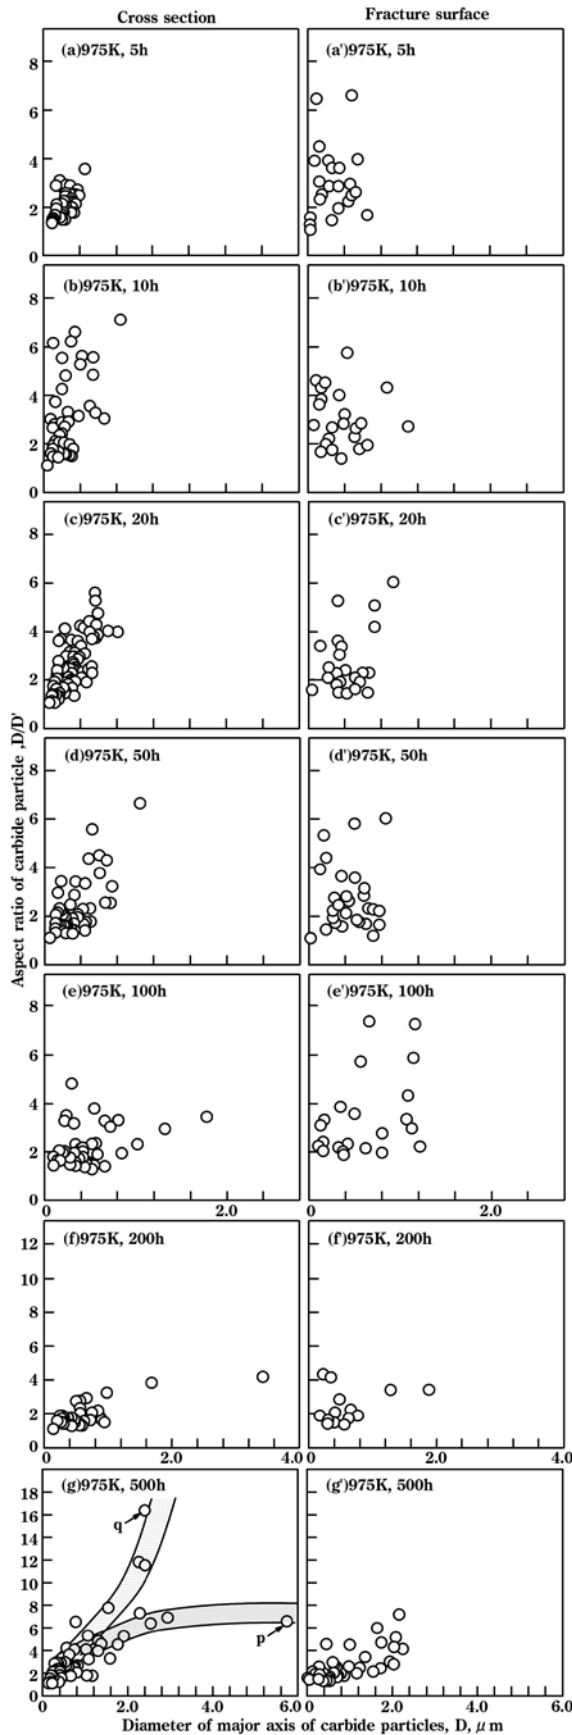 Cross section Fracture surface
(a)975K, 5h (a')975K, 5h
8 6 4 2 0
(b)975K, 10h (b')975K, 10h
8 6 4 2 0
(c)975K, 20h (c')975K, 20h
8 6 4 2 0
Aspect ratio of carbide particle ,D/D'
(d)975K, 50h (d')975K, 50h
8 6 4 2 0
(e)975K, 100h (e')975K, 100h
8 6 4 2 0
0 2.0 0 2.0
(f)975K, 200h (f')975K, 200h
12 10 8 6 4 2 0
0 2.0 4.0 0 2.0 4.0
(g)975K, 500h (g')975K, 500h
q
p
18 16 14 12 10 8 6 4 2 0
0 2.0 4.0 6.0 0 2.0 4.0 6.0
Diameter of major axis of carbide particles, D, μ m